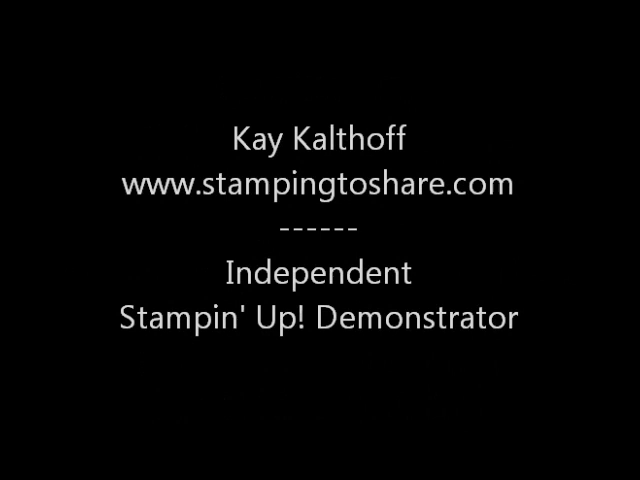 Kay Kalthoff
www.stampingtoshare.com
------
Independent
Stampin' Up! Demonstrator